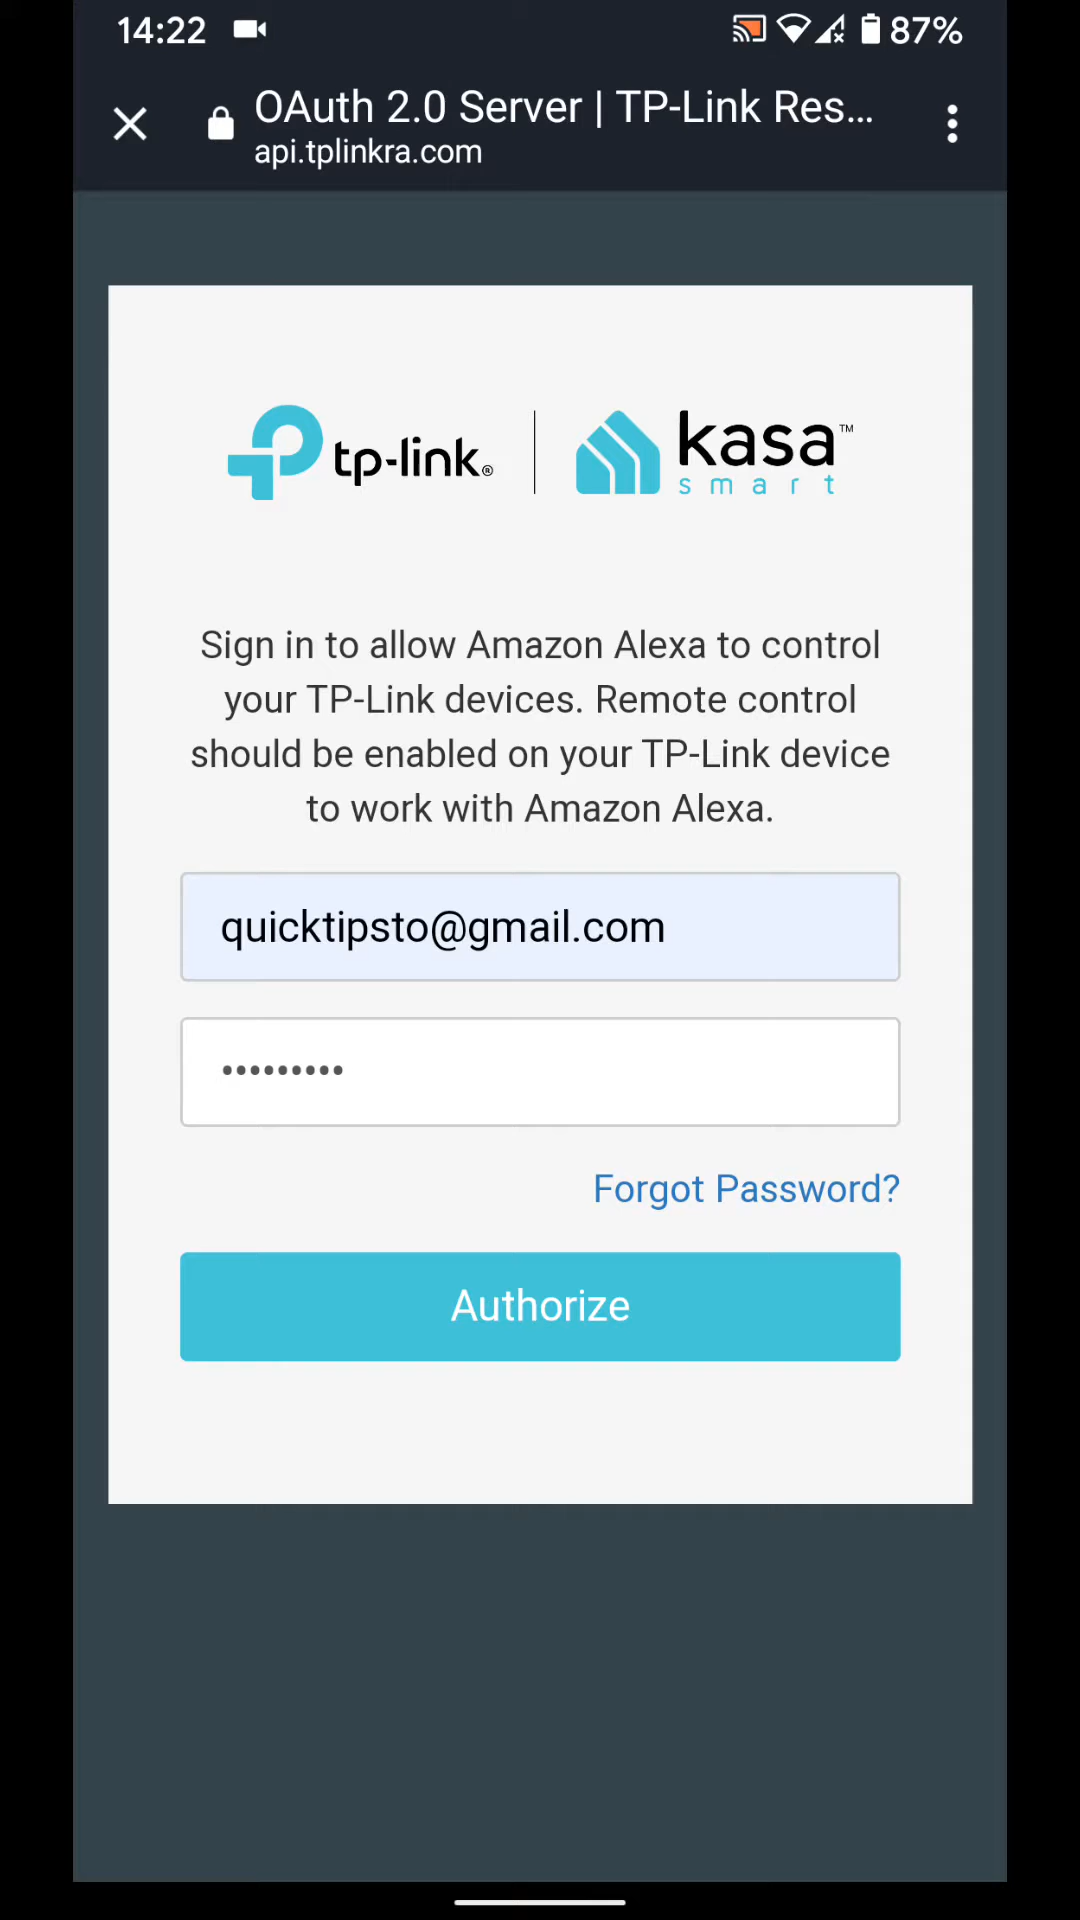 14:22
87%
OAuth 2.0 Server | TP-Link Res...
api.tplinkra.com
tp-link®
kasa™
smart
Sign in to allow Amazon Alexa to control
your TP-Link devices. Remote control
should be enabled on your TP-Link device
to work with Amazon Alexa.
quicktipsto@gmail.com
•••••••••
Forgot Password?
Authorize